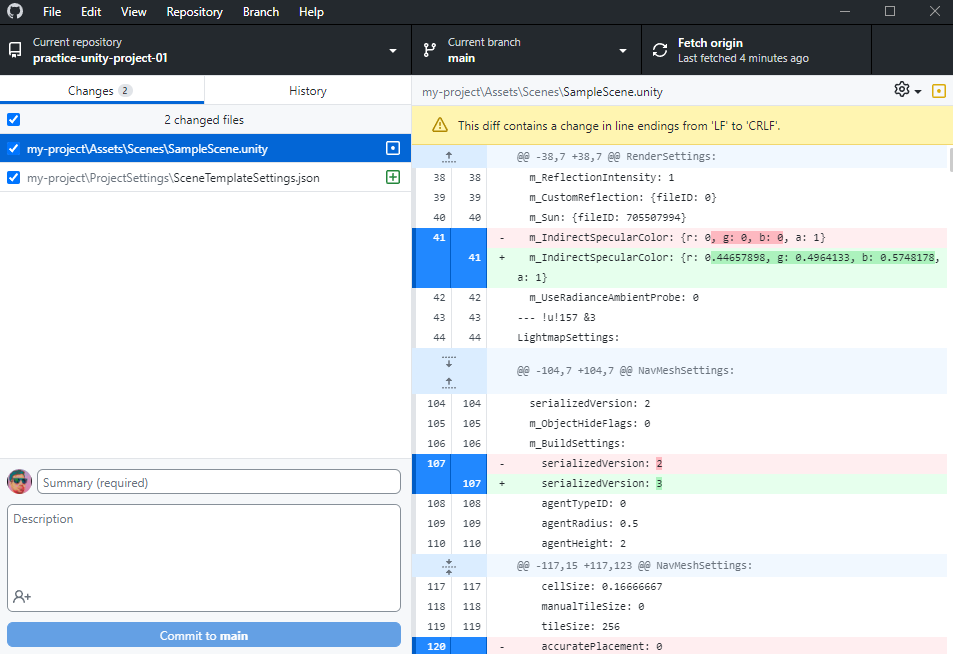 File Edit View Repository Branch Help
Current repository
practice-unity-project-01
Current branch
main
Fetch origin
Last fetched 4 minutes ago
Changes 2
History
2 changed files
my-project\Assets\Scenes\SampleScene.unity
my-project\ProjectSettings\SceneTemplateSettings.json
Summary (required)
Description
Commit to main
my-project\Assets\Scenes\SampleScene.unity
This diff contains a change in line endings from 'LF' to 'CRLF'.
@@ -38,7 +38,7 @@ RenderSettings:
38 38 m_ReflectionIntensity: 1
39 39 m_CustomReflection: {fileID: 0}
40 40 m_Sun: {fileID: 705507994}
41 - m_IndirectSpecularColor: {r: 0, g: 0, b: 0, a: 1}
41 + m_IndirectSpecularColor: {r: 0.44657898, g: 0.4964133, b: 0.5748178,
a: 1}
42 42 m_UseRadianceAmbientProbe: 0
43 43 --- !u!157 &3
44 44 LightmapSettings:
@@ -104,7 +104,7 @@ NavMeshSettings:
104 104 serializedVersion: 2
105 105 m_ObjectHideFlags: 0
106 106 m_BuildSettings:
107 - serializedVersion: 2
107 + serializedVersion: 3
108 108 agentTypeID: 0
109 109 agentRadius: 0.5
110 110 agentHeight: 2
@@ -117,15 +117,123 @@ NavMeshSettings:
117 117 cellSize: 0.16666667
118 118 manualTileSize: 0
119 119 tileSize: 256
120 - accuratePlacement: 0